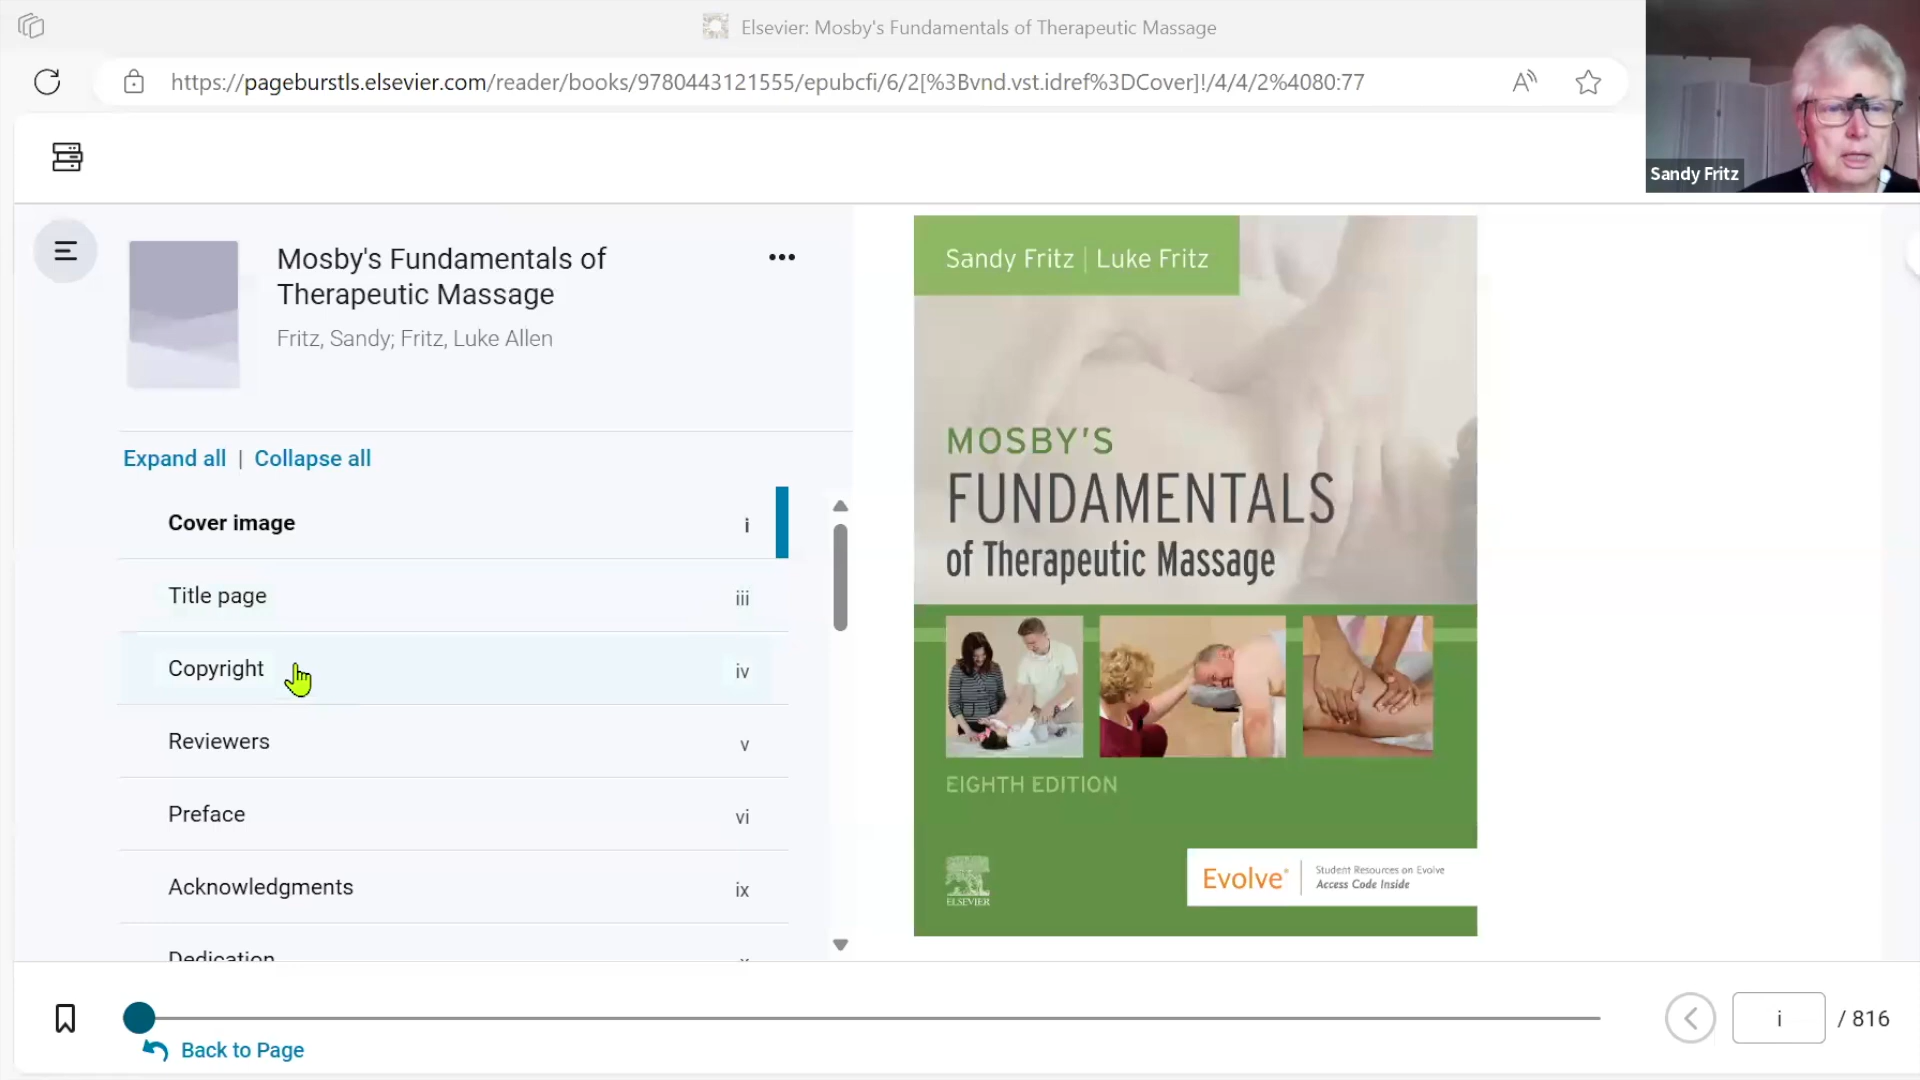 Elsevier: Mosby's Fundamentals of Therapeutic Massage
https://pageburstls.elsevier.com/reader/books/9780443121555/epubcfi/6/2[%3Bvnd.vst.idref%3DCover]!/4/4/2%4080:77
Sandy Fritz
Mosby's Fundamentals of
Therapeutic Massage
Fritz, Sandy; Fritz, Luke Allen
Expand all | Collapse all
Cover image i
Title page iii
Copyright iv
Reviewers v
Preface vi
Acknowledgments ix
Dedication x
Sandy Fritz | Luke Fritz
MOSBY'S
FUNDAMENTALS
of Therapeutic Massage
EIGHTH EDITION
ELSEVIER
Evolve®
Student Resources on Evolve
Access Code Inside
Back to Page
i / 816